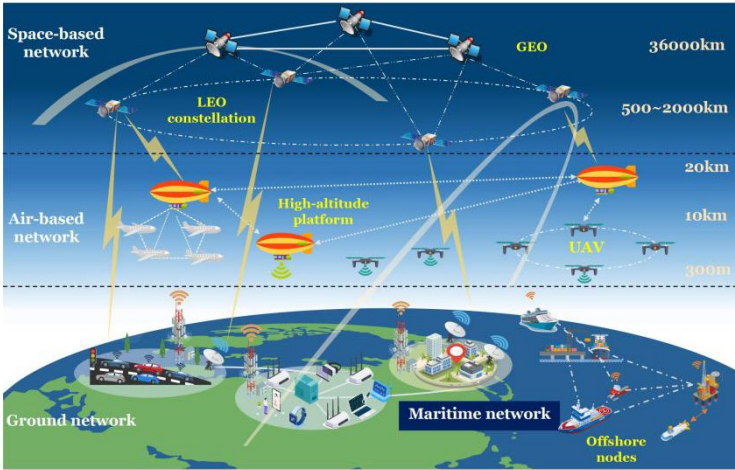 Space-based
network
GEO
36000km
LEO
constellation
500~2000km
20km
High-altitude
platform
Air-based
network
10km
UAV
300m
Ground network
Maritime network
Offshore
nodes